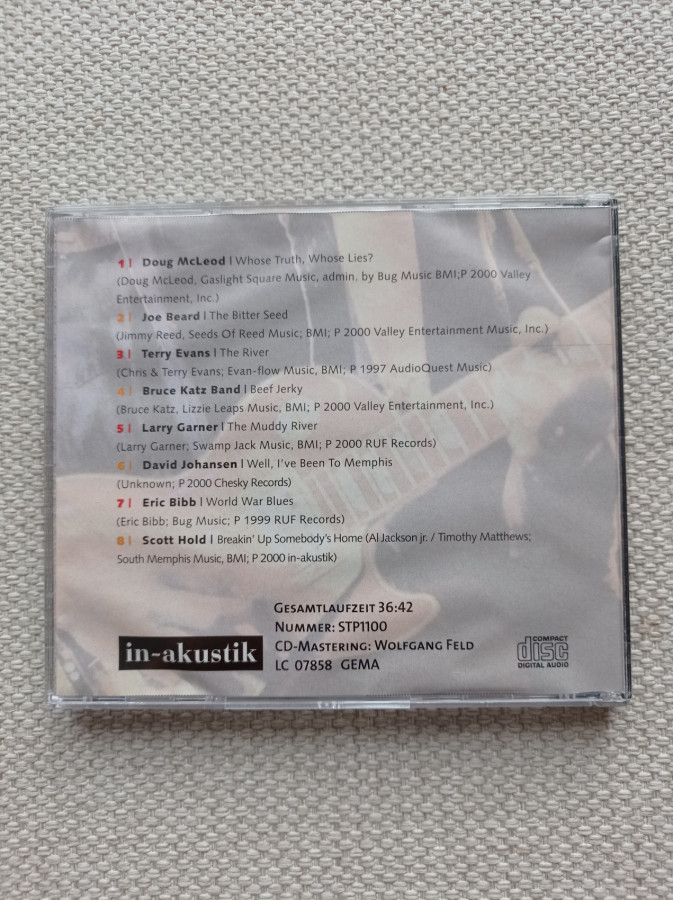 1 | Doug McLeod | Whose Truth, Whose Lies?
(Doug McLeod, Gaslight Square Music, admin. by Bug Music BMI;P 2000 Valley
Entertainment, Inc.)
2 | Joe Beard | The Bitter Seed
(Jimmy Reed, Seeds Of Reed Music; BMI; P 2000 Valley Entertainment Music, Inc.)
3 | Terry Evans | The River
(Chris & Terry Evans; Evan-flow Music, BMI; P 1997 AudioQuest Music)
4 | Bruce Katz Band | Beef Jerky
(Bruce Katz, Lizzie Leaps Music, BMI; P 2000 Valley Entertainment, Inc.)
5 | Larry Garner | The Muddy River
(Larry Garner; Swamp Jack Music, BMI; P 2000 RUF Records)
6 | David Johansen | Well, I've Been To Memphis
(Unknown; P 2000 Chesky Records)
7 | Eric Bibb | World War Blues
(Eric Bibb; Bug Music; P 1999 RUF Records)
8 | Scott Hold | Breakin' Up Somebody's Home (Al Jackson jr. / Timothy Matthews;
South Memphis Music, BMI; P 2000 in-akustik)
GESAMTLAUFZEIT 36:42
NUMMER: STP1100
CD-MASTERING: WOLFGANG FELD
LC 07858 GEMA
in-akustik
COMPACT
disc
DIGITAL AUDIO